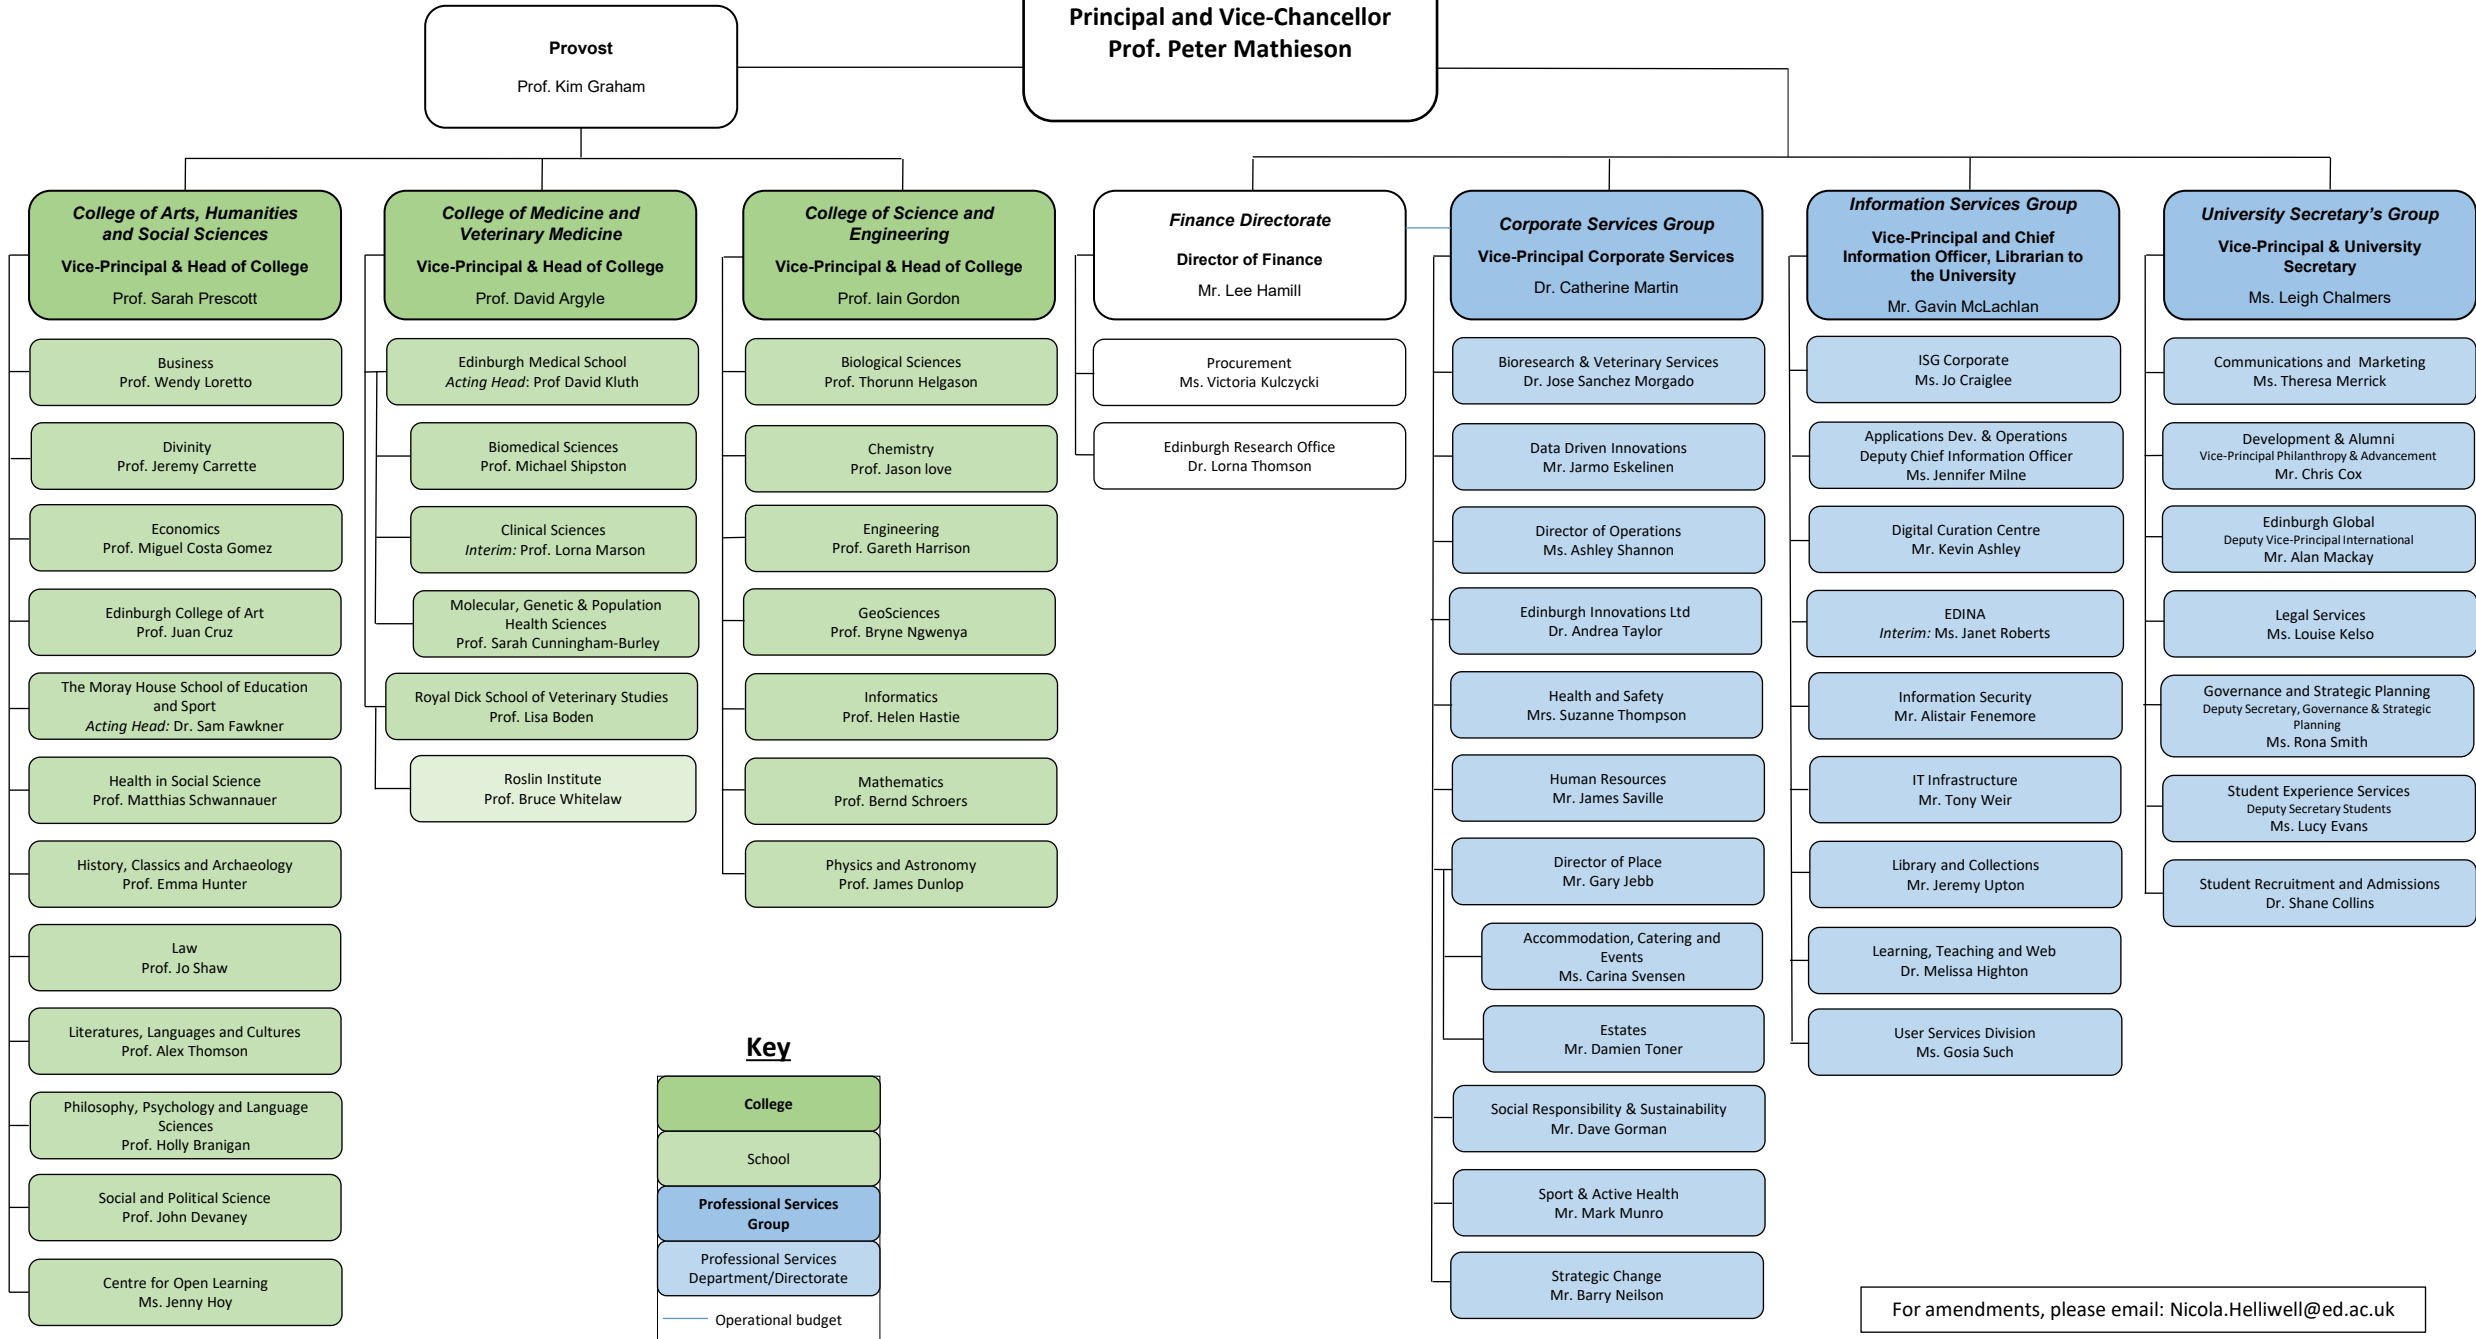 Principal and Vice-Chancellor
Prof. Peter Mathieson
Provost
Prof. Kim Graham
College of Arts, Humanities
and Social Sciences
Vice-Principal & Head of College
Prof. Sarah Prescott
Business
Prof. Wendy Loretto
Divinity
Prof. Jeremy Carrette
Economics
Prof. Miguel Costa Gomez
Edinburgh College of Art
Prof. Juan Cruz
The Moray House School of Education
and Sport
Acting Head: Dr. Sam Fawkner
Health in Social Science
Prof. Matthias Schwannauer
History, Classics and Archaeology
Prof. Emma Hunter
Law
Prof. Jo Shaw
Literatures, Languages and Cultures
Prof. Alex Thomson
Philosophy, Psychology and Language
Sciences
Prof. Holly Branigan
Social and Political Science
Prof. John Devaney
Centre for Open Learning
Ms. Jenny Hoy
College of Medicine and
Veterinary Medicine
Vice-Principal & Head of College
Prof. David Argyle
Edinburgh Medical School
Acting Head: Prof David Kluth
Biomedical Sciences
Prof. Michael Shipston
Clinical Sciences
Interim: Prof. Lorna Marson
Molecular, Genetic & Population
Health Sciences
Prof. Sarah Cunningham-Burley
Royal Dick School of Veterinary Studies
Prof. Lisa Boden
Roslin Institute
Prof. Bruce Whitelaw
College of Science and
Engineering
Vice-Principal & Head of College
Prof. Iain Gordon
Biological Sciences
Prof. Thorunn Helgason
Chemistry
Prof. Jason love
Engineering
Prof. Gareth Harrison
GeoSciences
Prof. Bryne Ngwenya
Informatics
Prof. Helen Hastie
Mathematics
Prof. Bernd Schroers
Physics and Astronomy
Prof. James Dunlop
Finance Directorate
Director of Finance
Mr. Lee Hamill
Procurement
Ms. Victoria Kulczycki
Edinburgh Research Office
Dr. Lorna Thomson
Corporate Services Group
Vice-Principal Corporate Services
Dr. Catherine Martin
Bioresearch & Veterinary Services
Dr. Jose Sanchez Morgado
Data Driven Innovations
Mr. Jarmo Eskelinen
Director of Operations
Ms. Ashley Shannon
Edinburgh Innovations Ltd
Dr. Andrea Taylor
Health and Safety
Mrs. Suzanne Thompson
Human Resources
Mr. James Saville
Director of Place
Mr. Gary Jebb
Accommodation, Catering and
Events
Ms. Carina Svensen
Estates
Mr. Damien Toner
Social Responsibility & Sustainability
Mr. Dave Gorman
Sport & Active Health
Mr. Mark Munro
Strategic Change
Mr. Barry Neilson
Information Services Group
Vice-Principal and Chief
Information Officer, Librarian to
the University
Mr. Gavin McLachlan
ISG Corporate
Ms. Jo Craiglee
Applications Dev. & Operations
Deputy Chief Information Officer
Ms. Jennifer Milne
Digital Curation Centre
Mr. Kevin Ashley
EDINA
Interim: Ms. Janet Roberts
Information Security
Mr. Alistair Fenemore
IT Infrastructure
Mr. Tony Weir
Library and Collections
Mr. Jeremy Upton
Learning, Teaching and Web
Dr. Melissa Highton
User Services Division
Ms. Gosia Such
University Secretary’s Group
Vice-Principal & University
Secretary
Ms. Leigh Chalmers
Communications and Marketing
Ms. Theresa Merrick
Development & Alumni
Vice-Principal Philanthropy & Advancement
Mr. Chris Cox
Edinburgh Global
Deputy Vice-Principal International
Mr. Alan Mackay
Legal Services
Ms. Louise Kelso
Governance and Strategic Planning
Deputy Secretary, Governance & Strategic
Planning
Ms. Rona Smith
Student Experience Services
Deputy Secretary Students
Ms. Lucy Evans
Student Recruitment and Admissions
Dr. Shane Collins
Key
College
School
Professional Services
Group
Professional Services
Department/Directorate
Operational budget
For amendments, please email: Nicola.Helliwell@ed.ac.uk